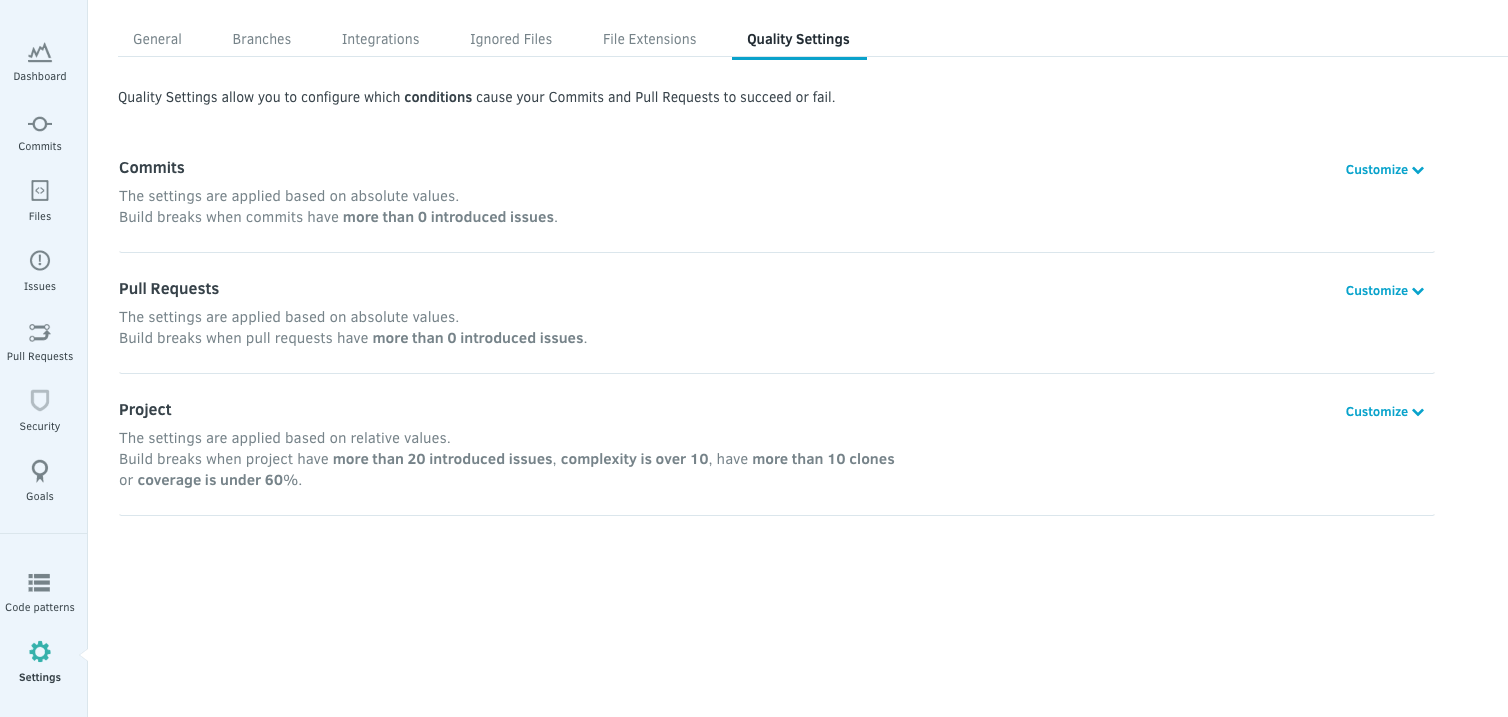 Dashboard
Commits
Files
Issues
Pull Requests
Security
Goals
Code patterns
Settings
General Branches Integrations Ignored Files File Extensions Quality Settings
Quality Settings allow you to configure which conditions cause your Commits and Pull Requests to succeed or fail.
Commits Customize
The settings are applied based on absolute values.
Build breaks when commits have more than 0 introduced issues.
Pull Requests Customize
The settings are applied based on absolute values.
Build breaks when pull requests have more than 0 introduced issues.
Project Customize
The settings are applied based on relative values.
Build breaks when project have more than 20 introduced issues, complexity is over 10, have more than 10 clones
or coverage is under 60%.